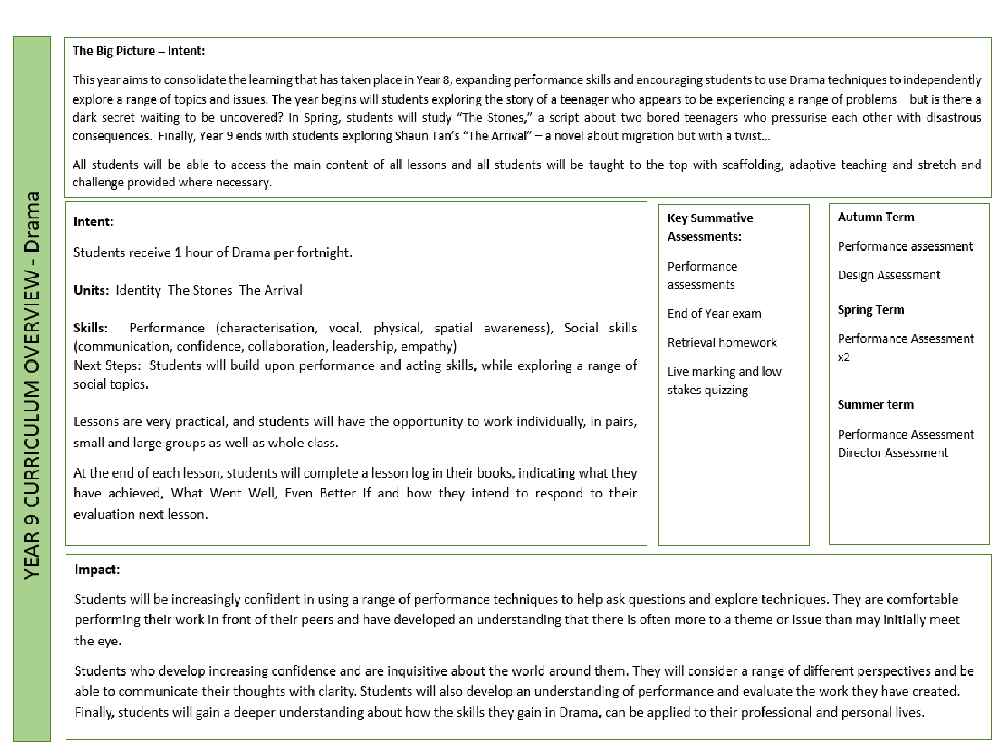 YEAR 9 CURRICULUM OVERVIEW - Drama
The Big Picture – Intent:
This year aims to consolidate the learning that has taken place in Year 8, expanding performance skills and encouraging students to use Drama techniques to independently
explore a range of topics and issues. The year begins will students exploring the story of a teenager who appears to be experiencing a range of problems – but is there a
dark secret waiting to be uncovered? In Spring, students will study “The Stones,” a script about two bored teenagers who pressurise each other with disastrous
consequences.  Finally, Year 9 ends with students exploring Shaun Tan’s “The Arrival” – a novel about migration but with a twist…
All students will be able to access the main content of all lessons and all students will be taught to the top with scaffolding, adaptive teaching and stretch and
challenge provided where necessary.
Intent:
Students receive 1 hour of Drama per fortnight.
Units:  Identity  The Stones  The Arrival
Skills:  Performance (characterisation, vocal, physical, spatial awareness), Social skills
(communication, confidence, collaboration, leadership, empathy)
Next Steps:  Students will build upon performance and acting skills, while exploring a range of
social topics.
Lessons are very practical, and students will have the opportunity to work individually, in pairs,
small and large groups as well as whole class.
At the end of each lesson, students will complete a lesson log in their books, indicating what they
have achieved, What Went Well, Even Better If and how they intend to respond to their
evaluation next lesson.
Key Summative
Assessments:
Performance
assessments
End of Year exam
Retrieval homework
Live marking and low
stakes quizzing
Autumn Term
Performance assessment
Design Assessment
Spring Term
Performance Assessment
x2
Summer term
Performance Assessment
Director Assessment
Impact:
Students will be increasingly confident in using a range of performance techniques to help ask questions and explore techniques. They are comfortable
performing their work in front of their peers and have developed an understanding that there is often more to a theme or issue than may initially meet
the eye.
Students who develop increasing confidence and are inquisitive about the world around them. They will consider a range of different perspectives and be
able to communicate their thoughts with clarity. Students will also develop an understanding of performance and evaluate the work they have created.
Finally, students will gain a deeper understanding about how the skills they gain in Drama, can be applied to their professional and personal lives.